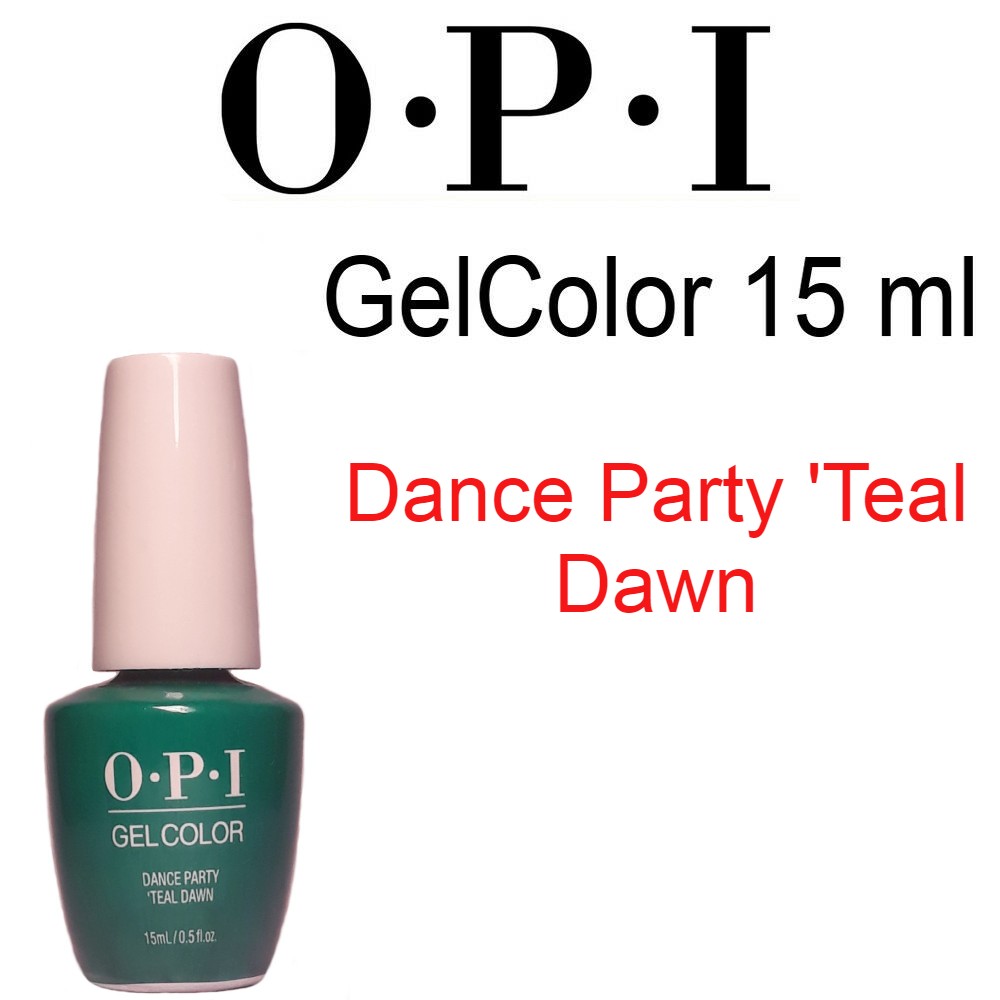 O·P·I
GelColor 15 ml
Dance Party 'Teal
Dawn
O·P·I
GELCOLOR
DANCE PARTY
'TEAL DAWN
15mL/0.5 fl.oz.